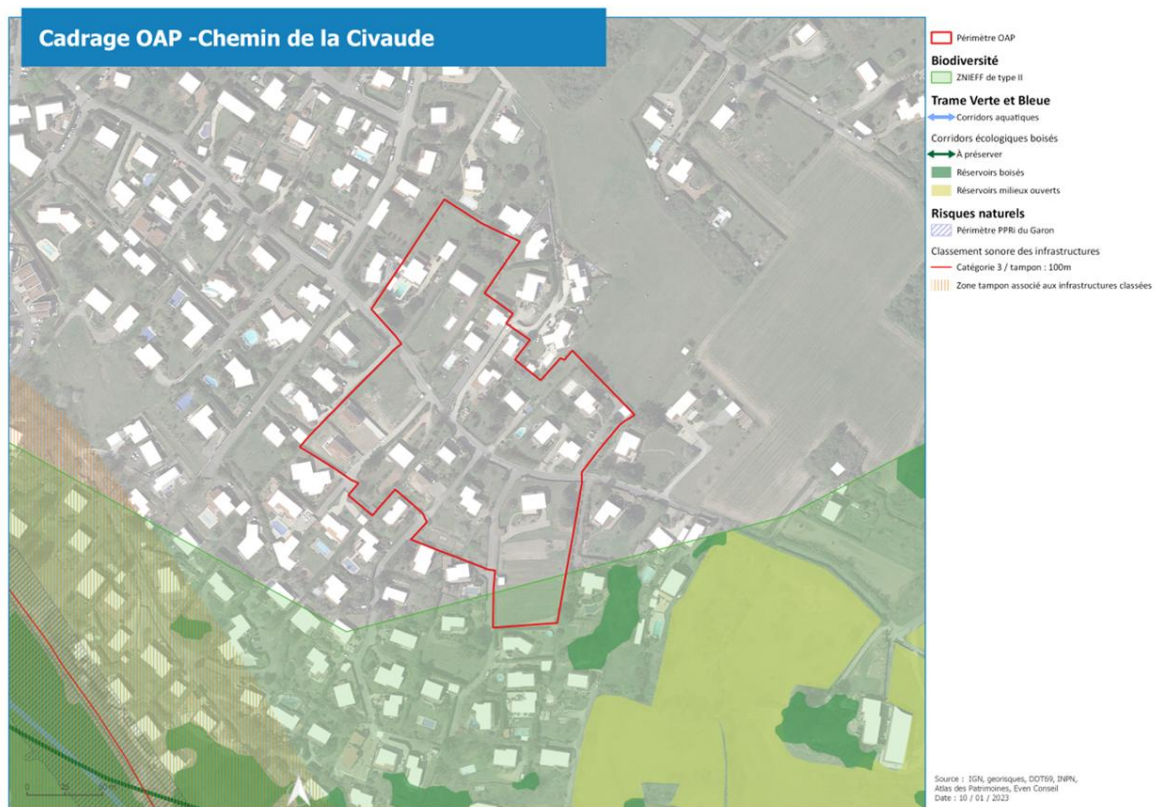 Cadrage OAP -Chemin de la Civaude
Périmètre OAP
Biodiversité
ZNIEFF de type II
Trame Verte et Bleue
Corridors aquatiques
Corridors écologiques boisés
À préserver
Réservoirs boisés
Réservoirs milieux ouverts
Risques naturels
Périmètre PPRi du Garon
Classement sonore des infrastructures
Catégorie 3 / tampon : 100m
Zone tampon associé aux infrastructures classées
Source : IGN, georisques, DDT69, INPN,
Atlas des Patrimoines, Even Conseil
Date : 10 / 01 / 2023